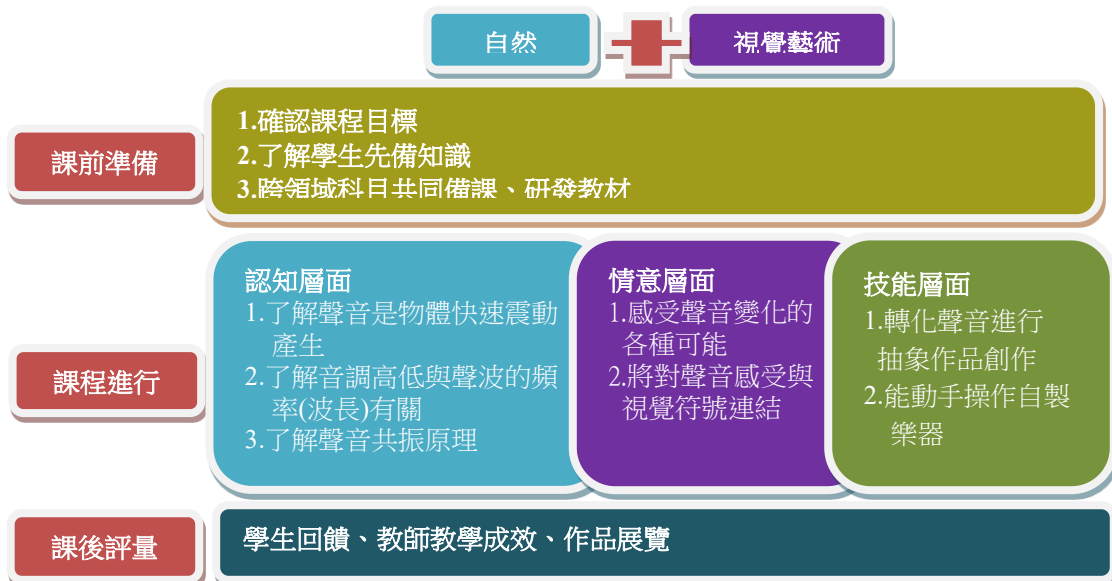 自然
視覺藝術
課前準備
1.確認課程目標
2.了解學生先備知識
3.跨領域科目共同備課、研發教材
課程進行
認知層面
1.了解聲音是物體快速震動
產生
2.了解音調高低與聲波的頻
率(波長)有關
3.了解聲音共振原理
情意層面
1.感受聲音變化的
各種可能
2.將對聲音感受與
視覺符號連結
技能層面
1.轉化聲音進行
抽象作品創作
2.能動手操作自製
樂器
課後評量
學生回饋、教師教學成效、作品展覽